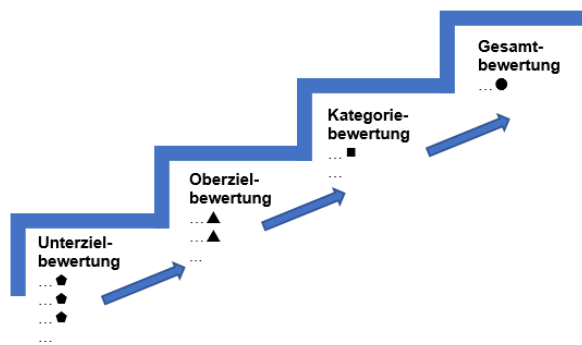 Gesamt-
bewertung
... ●
Kategorie-
bewertung
... ■
...
Oberziel-
bewertung
... ▲
... ▲
...
Unterziel-
bewertung
... ⬟
... ⬟
... ⬟
...